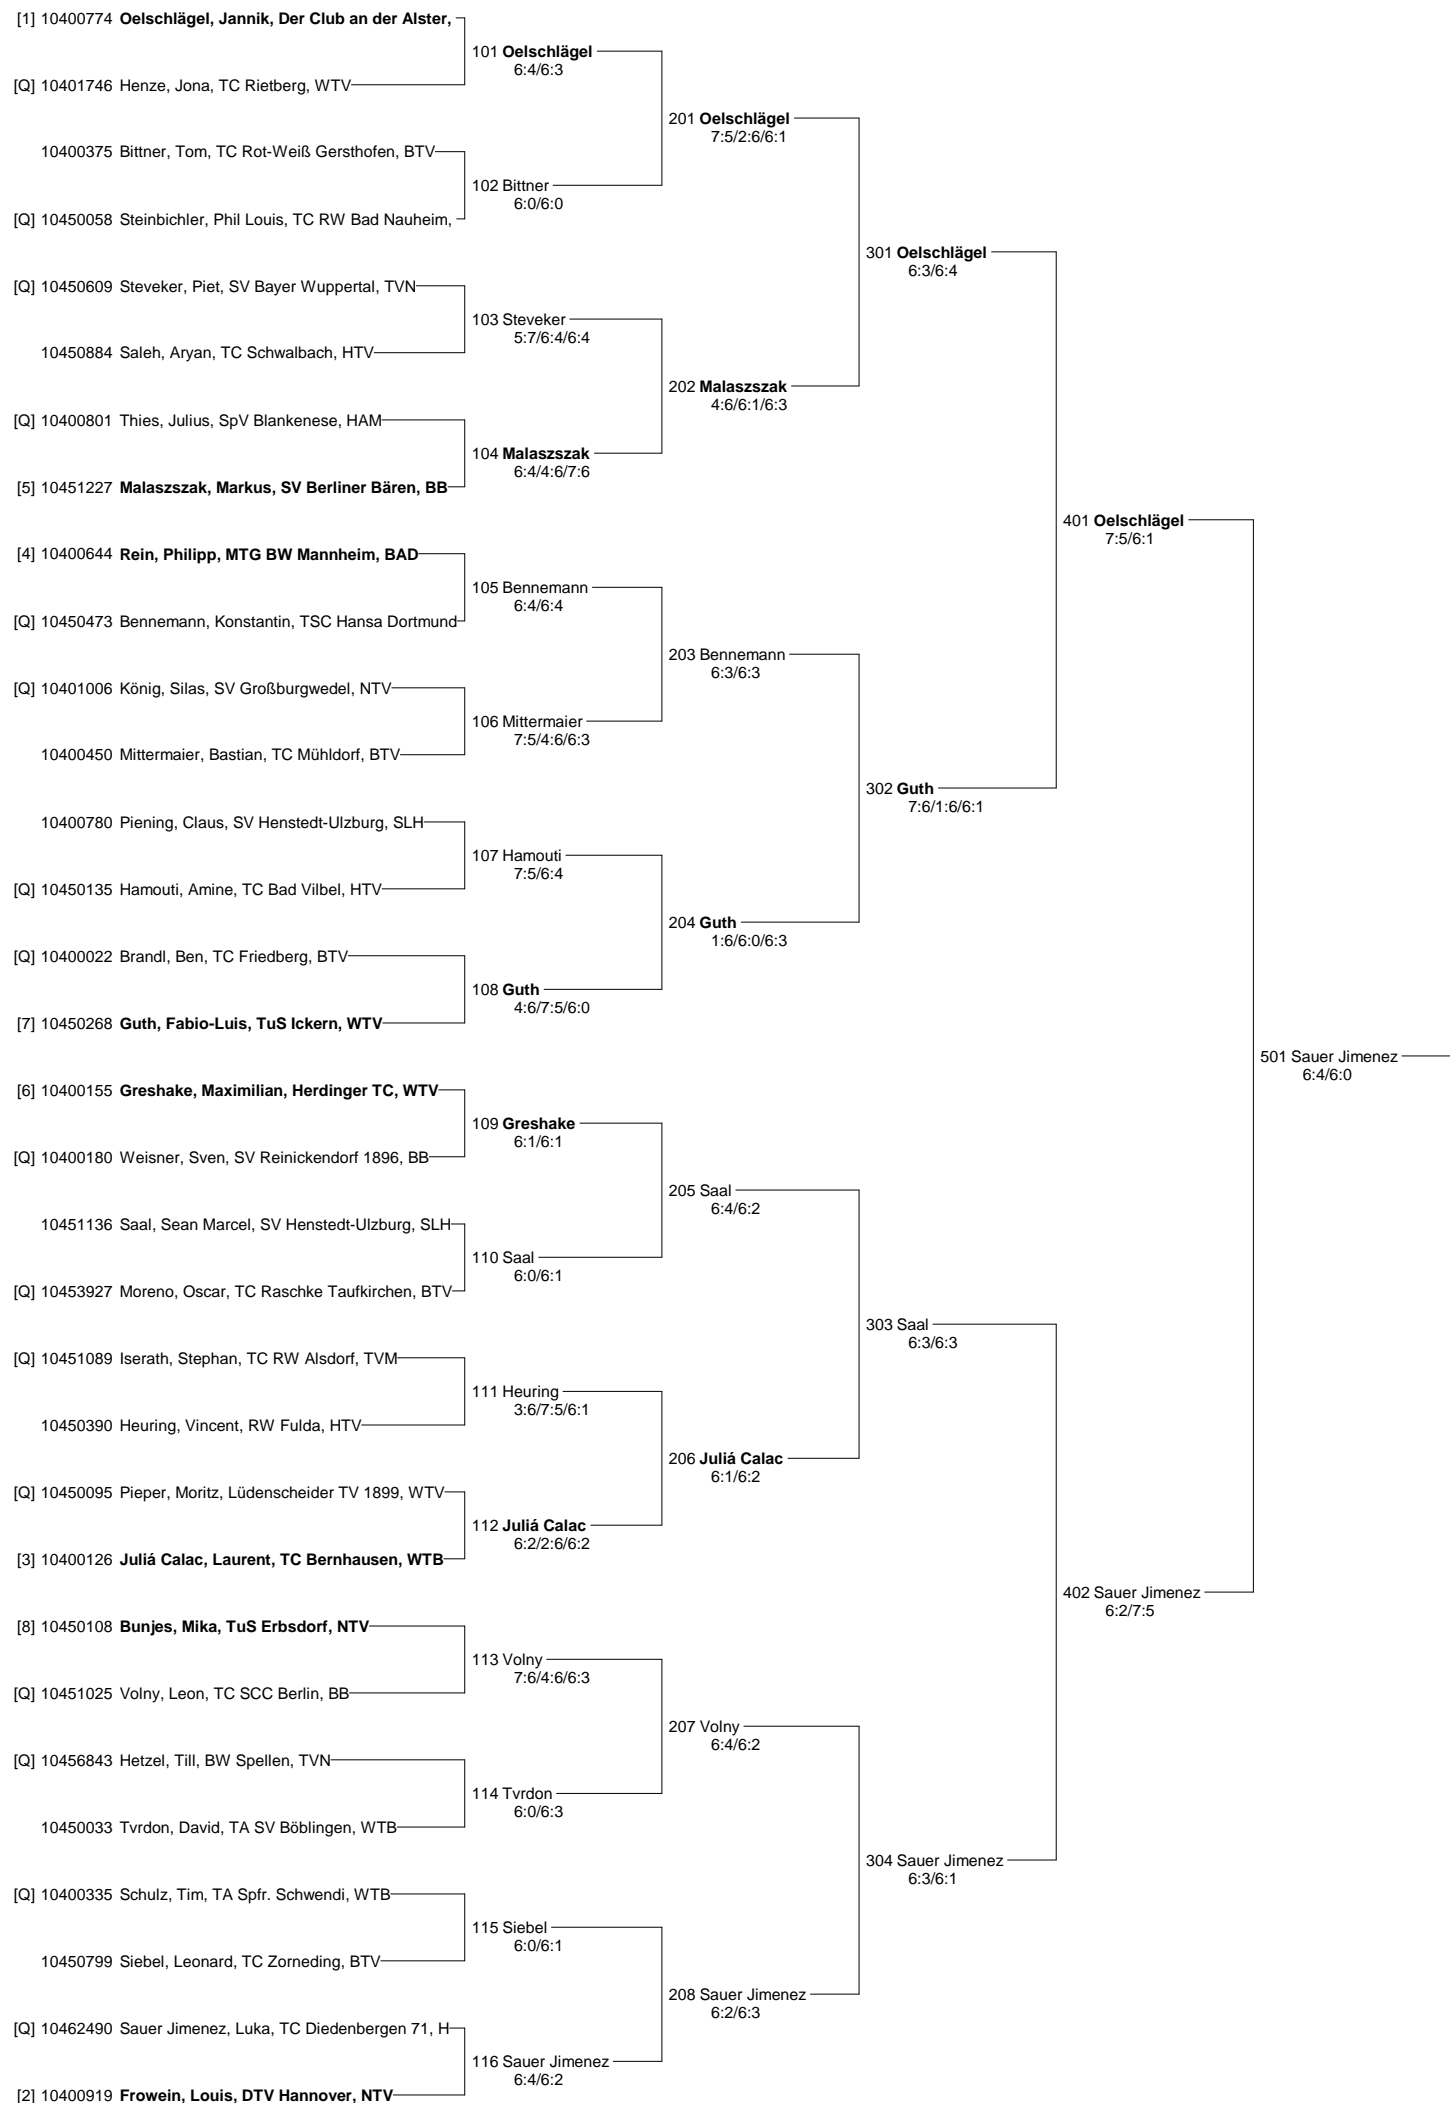 [1] 10400774 Oelschlägel, Jannik, Der Club an der Alster,
101 Oelschlägel
6:4/6:3
[Q] 10401746 Henze, Jona, TC Rietberg, WTV
201 Oelschlägel
7:5/2:6/6:1
10400375 Bittner, Tom, TC Rot-Weiß Gersthofen, BTV
102 Bittner
6:0/6:0
[Q] 10450058 Steinbichler, Phil Louis, TC RW Bad Nauheim,
301 Oelschlägel
6:3/6:4
[Q] 10450609 Steveker, Piet, SV Bayer Wuppertal, TVN
103 Steveker
5:7/6:4/6:4
10450884 Saleh, Aryan, TC Schwalbach, HTV
202 Malaszszak
4:6/6:1/6:3
[Q] 10400801 Thies, Julius, SpV Blankenese, HAM
104 Malaszszak
6:4/4:6/7:6
[5] 10451227 Malaszszak, Markus, SV Berliner Bären, BB
401 Oelschlägel
7:5/6:1
[4] 10400644 Rein, Philipp, MTG BW Mannheim, BAD
105 Bennemann
6:4/6:4
[Q] 10450473 Bennemann, Konstantin, TSC Hansa Dortmund
203 Bennemann
6:3/6:3
[Q] 10401006 König, Silas, SV Großburgwedel, NTV
106 Mittermaier
7:5/4:6/6:3
10400450 Mittermaier, Bastian, TC Mühldorf, BTV
302 Guth
7:6/1:6/6:1
10400780 Piening, Claus, SV Henstedt-Ulzburg, SLH
107 Hamouti
7:5/6:4
[Q] 10450135 Hamouti, Amine, TC Bad Vilbel, HTV
204 Guth
1:6/6:0/6:3
[Q] 10400022 Brandl, Ben, TC Friedberg, BTV
108 Guth
4:6/7:5/6:0
[7] 10450268 Guth, Fabio-Luis, TuS Ickern, WTV
501 Sauer Jimenez
6:4/6:0
[6] 10400155 Greshake, Maximilian, Herdinger TC, WTV
109 Greshake
6:1/6:1
[Q] 10400180 Weisner, Sven, SV Reinickendorf 1896, BB
205 Saal
6:4/6:2
10451136 Saal, Sean Marcel, SV Henstedt-Ulzburg, SLH
110 Saal
6:0/6:1
[Q] 10453927 Moreno, Oscar, TC Raschke Taufkirchen, BTV
303 Saal
6:3/6:3
[Q] 10451089 Iserath, Stephan, TC RW Alsdorf, TVM
111 Heuring
3:6/7:5/6:1
10450390 Heuring, Vincent, RW Fulda, HTV
206 Juliá Calac
6:1/6:2
[Q] 10450095 Pieper, Moritz, Lüdenscheider TV 1899, WTV
112 Juliá Calac
6:2/2:6/6:2
[3] 10400126 Juliá Calac, Laurent, TC Bernhausen, WTB
402 Sauer Jimenez
6:2/7:5
[8] 10450108 Bunjes, Mika, TuS Erbsdorf, NTV
113 Volny
7:6/4:6/6:3
[Q] 10451025 Volny, Leon, TC SCC Berlin, BB
207 Volny
6:4/6:2
[Q] 10456843 Hetzel, Till, BW Spellen, TVN
114 Tvrdon
6:0/6:3
10450033 Tvrdon, David, TA SV Böblingen, WTB
304 Sauer Jimenez
6:3/6:1
[Q] 10400335 Schulz, Tim, TA Spfr. Schwendi, WTB
115 Siebel
6:0/6:1
10450799 Siebel, Leonard, TC Zorneding, BTV
208 Sauer Jimenez
6:2/6:3
[Q] 10462490 Sauer Jimenez, Luka, TC Diedenbergen 71, H
116 Sauer Jimenez
6:4/6:2
[2] 10400919 Frowein, Louis, DTV Hannover, NTV